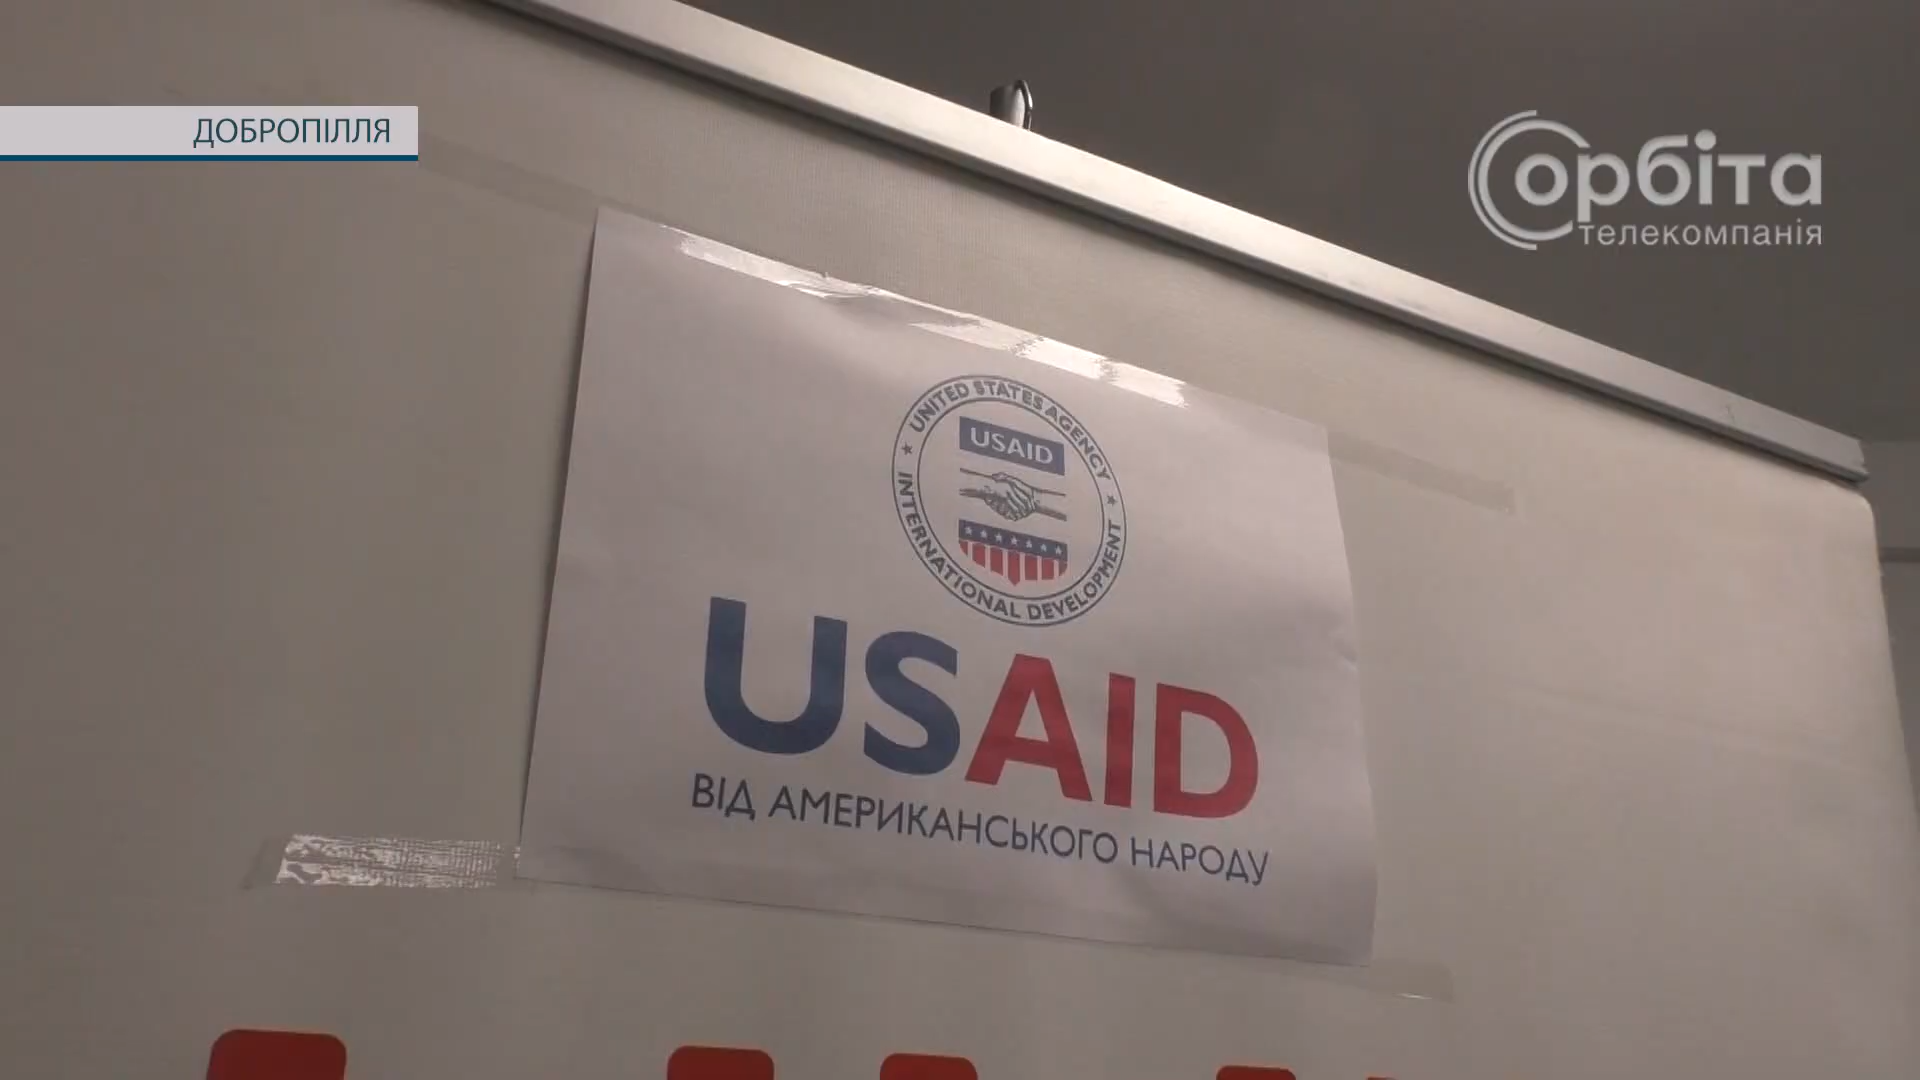 ДОБРОПІЛЛЯ
орбіта
телекомпанія
UNITED STATES AGENCY
USAID
INTERNATIONAL DEVELOPMENT
USAID
ВІД АМЕРИКАНСЬКОГО НАРОДУ